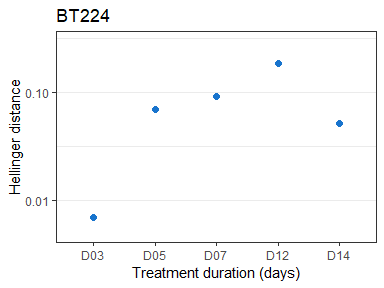 BT224
Hellinger distance
0.10
0.01
D03 D05 D07 D12 D14
Treatment duration (days)